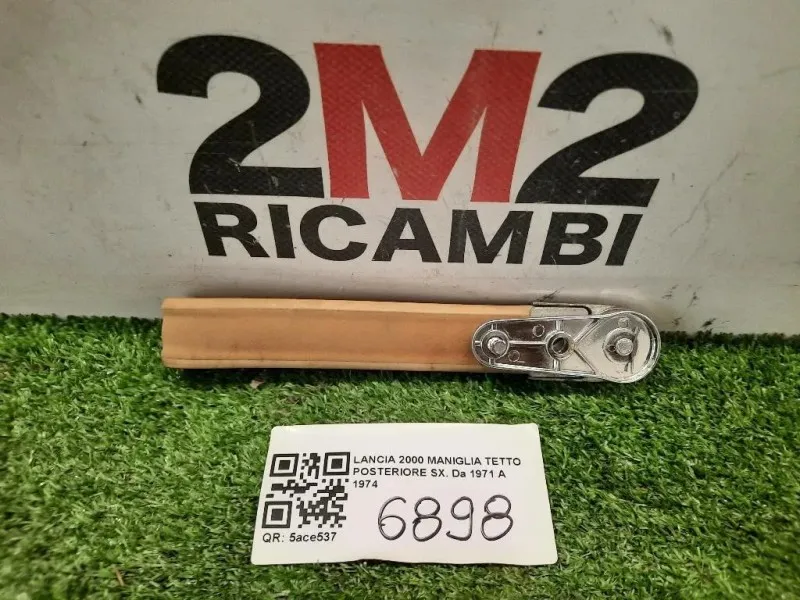 2M2
RICAMBI
LANCIA 2000 MANIGLIA TETTO
POSTERIORE SX. Da 1971 A
1974
6898
QR: 5ace537